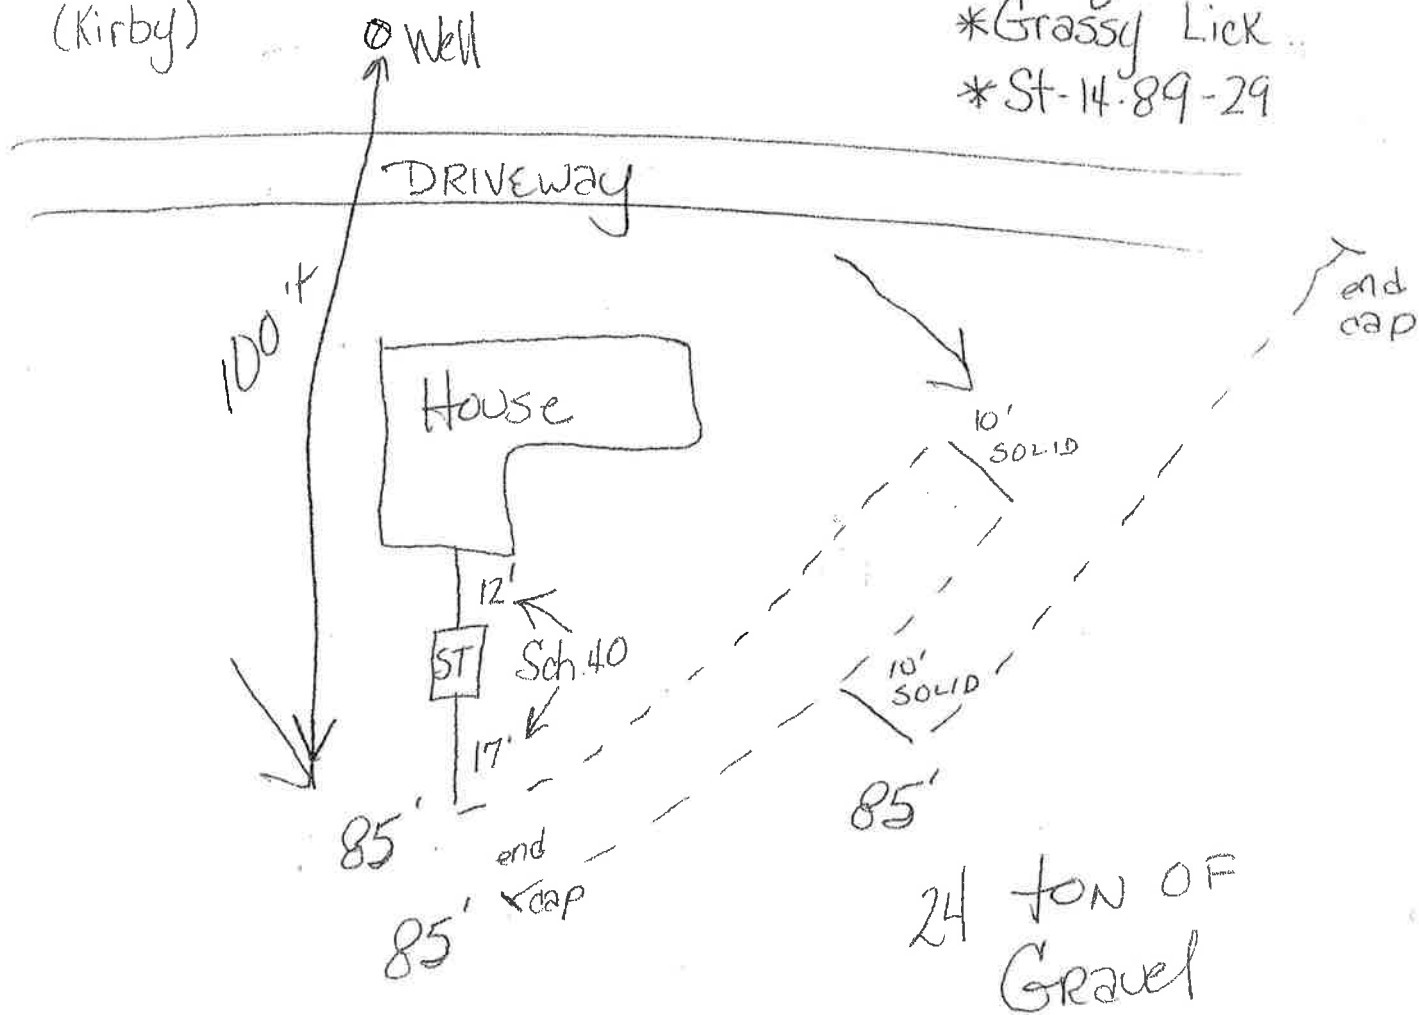 (Kirby)
Well
*Grassy Lick
*St-14-89-29
DRIVEWay
100'+
end
cap
House
10'
SOLID
12'
ST
Sch. 40
10'
SOLID
17'
85'
85'
end
cap
85'
24 tON OF
GRavel